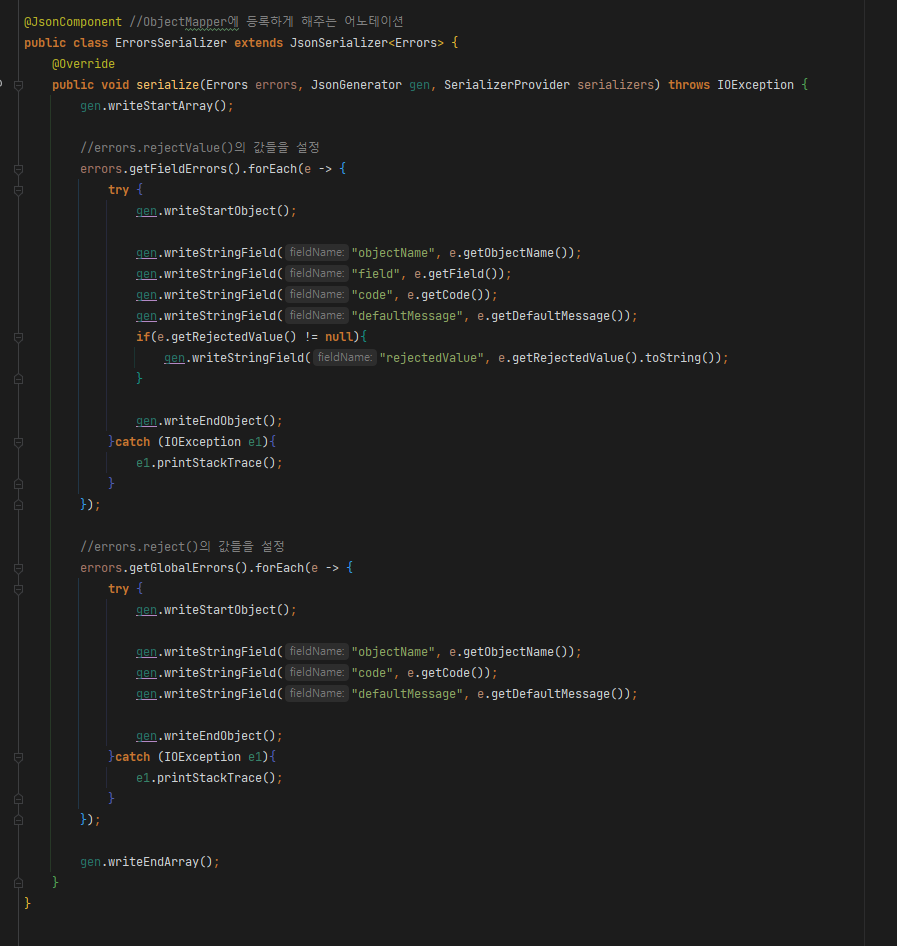 @JsonComponent //ObjectMapper에 등록하게 해주는 어노테이션
public class ErrorsSerializer extends JsonSerializer<Errors> {
    @Override
    public void serialize(Errors errors, JsonGenerator gen, SerializerProvider serializers) throws IOException {
        gen.writeStartArray();

        //errors.rejectValue()의 값들을 설정
        errors.getFieldErrors().forEach(e -> {
            try {
                gen.writeStartObject();

                gen.writeStringField( fieldName: "objectName", e.getObjectName());
                gen.writeStringField( fieldName: "field", e.getField());
                gen.writeStringField( fieldName: "code", e.getCode());
                gen.writeStringField( fieldName: "defaultMessage", e.getDefaultMessage());
                if(e.getRejectedValue() != null){
                    gen.writeStringField( fieldName: "rejectedValue", e.getRejectedValue().toString());
                }

                gen.writeEndObject();
            }catch (IOException e1){
                e1.printStackTrace();
            }
        });

        //errors.reject()의 값들을 설정
        errors.getGlobalErrors().forEach(e -> {
            try {
                gen.writeStartObject();

                gen.writeStringField( fieldName: "objectName", e.getObjectName());
                gen.writeStringField( fieldName: "code", e.getCode());
                gen.writeStringField( fieldName: "defaultMessage", e.getDefaultMessage());

                gen.writeEndObject();
            }catch (IOException e1){
                e1.printStackTrace();
            }
        });

        gen.writeEndArray();
    }
}